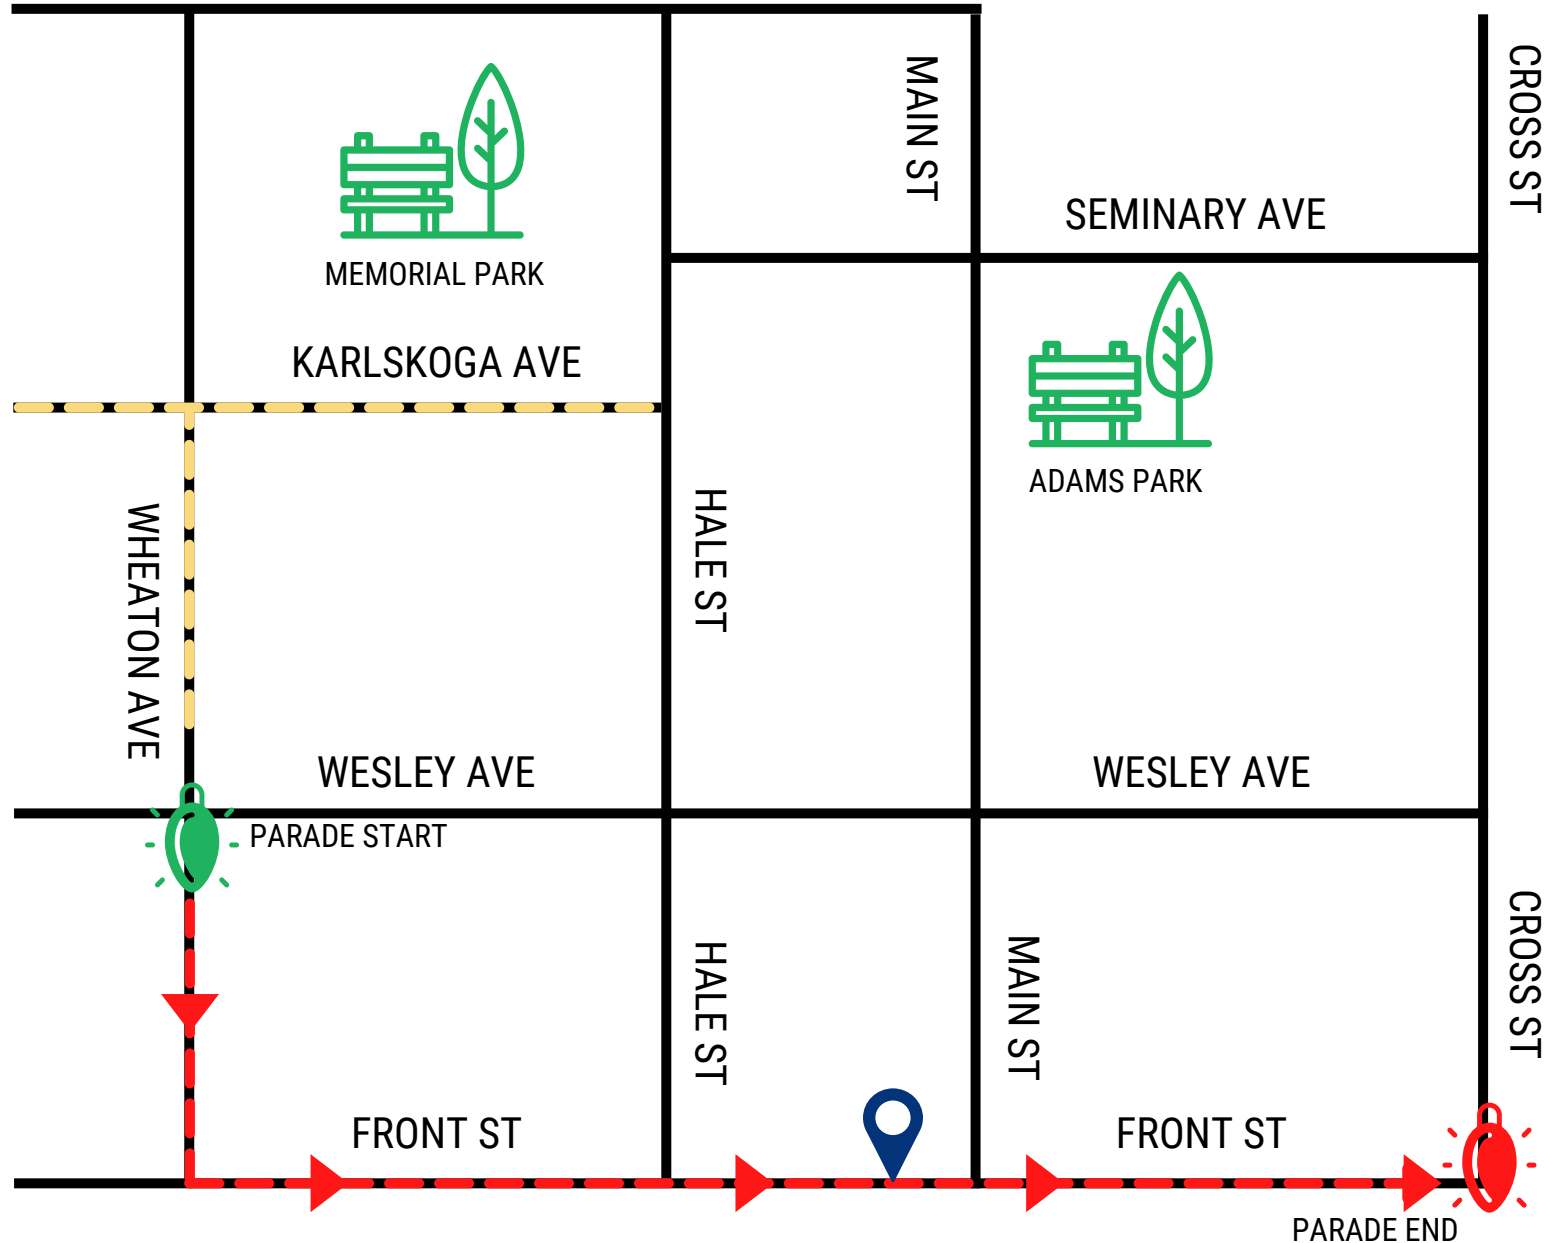 MAIN ST
CROSS ST
SEMINARY AVE
MEMORIAL PARK
KARLSKOGA AVE
ADAMS PARK
WHEATON AVE
HALE ST
WESLEY AVE
WESLEY AVE
PARADE START
HALE ST
MAIN ST
CROSS ST
FRONT ST
FRONT ST
PARADE END